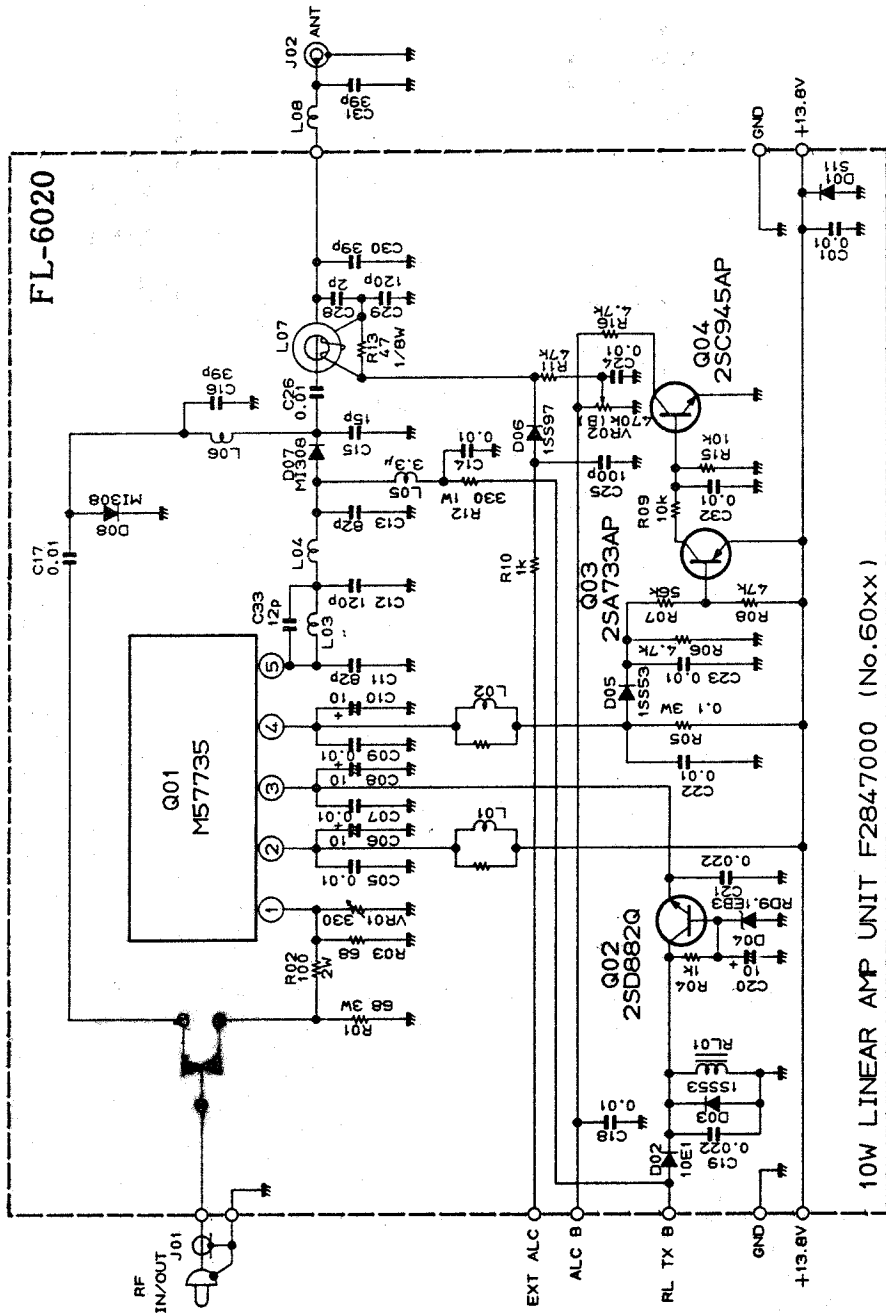 FL-6020
J02 ANT
L08
C31
39p
C30
39p
C28
2p
C29
120p
L07
R13
47
1/8W
C16
39p
C26
0.01
L06
C15
15p
D07
MI308
L05
3.3μ
C14
0.01
R12
330 1W
D08
MI308
C17
0.01
C13
82p
L04
C33
12p
C12
120p
L03
C11
82p
Q01
M57735
1
2
3
4
5
C10
10
+
C09
0.01
C08
10
+
C07
0.01
C06
10
+
C05
0.01
L02
L01
VR01
330
R03
68
R02
100
2W
R01
68 3W
RF
IN/OUT
J01
R10
1k
D06
1SS97
C25
100p
R11
47k
C24
0.01
VR02
470k(B)
R16
4.7k
Q04
2SC945AP
R15
10k
C32
0.01
R09
10k
Q03
2SA733AP
R07
56k
R08
47k
R06
4.7k
C23 0.01
D05
1SS53
R05
0.1 3W
C22
0.01
C21
0.022
RD9.1EB3
D04
Q02
2SD882Q
R04
1k
C20
10
+
RL01
1SS53
D03
C19
0.022
D02
10E1
C18
0.01
EXT ALC
ALC B
RL TX B
GND
+13.8V
GND
+13.8V
D01
S11
C01
0.01
10W LINEAR AMP UNIT F2847000 (No.60xx)